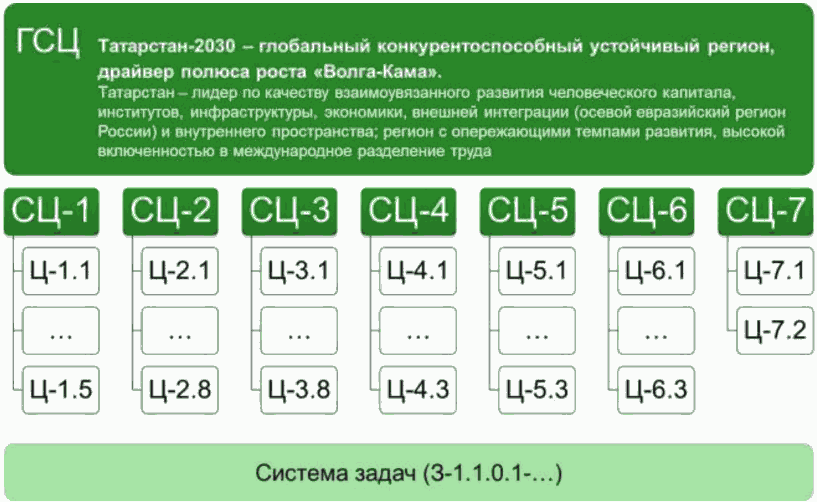 ГСЦ
Татарстан-2030 – глобальный конкурентоспособный устойчивый регион,
драйвер полюса роста «Волга-Кама».
Татарстан – лидер по качеству взаимоувязанного развития человеческого капитала,
институтов, инфраструктуры, экономики, внешней интеграции (осевой евразийский регион
России) и внутреннего пространства; регион с опережающими темпами развития, высокой
включенностью в международное разделение труда
СЦ-1 СЦ-2 СЦ-3 СЦ-4 СЦ-5 СЦ-6 СЦ-7
Ц-1.1 Ц-2.1 Ц-3.1 Ц-4.1 Ц-5.1 Ц-6.1 Ц-7.1
... ... ... ... ... ... Ц-7.2
Ц-1.5 Ц-2.8 Ц-3.8 Ц-4.3 Ц-5.3 Ц-6.3
Система задач (З-1.1.0.1-...)